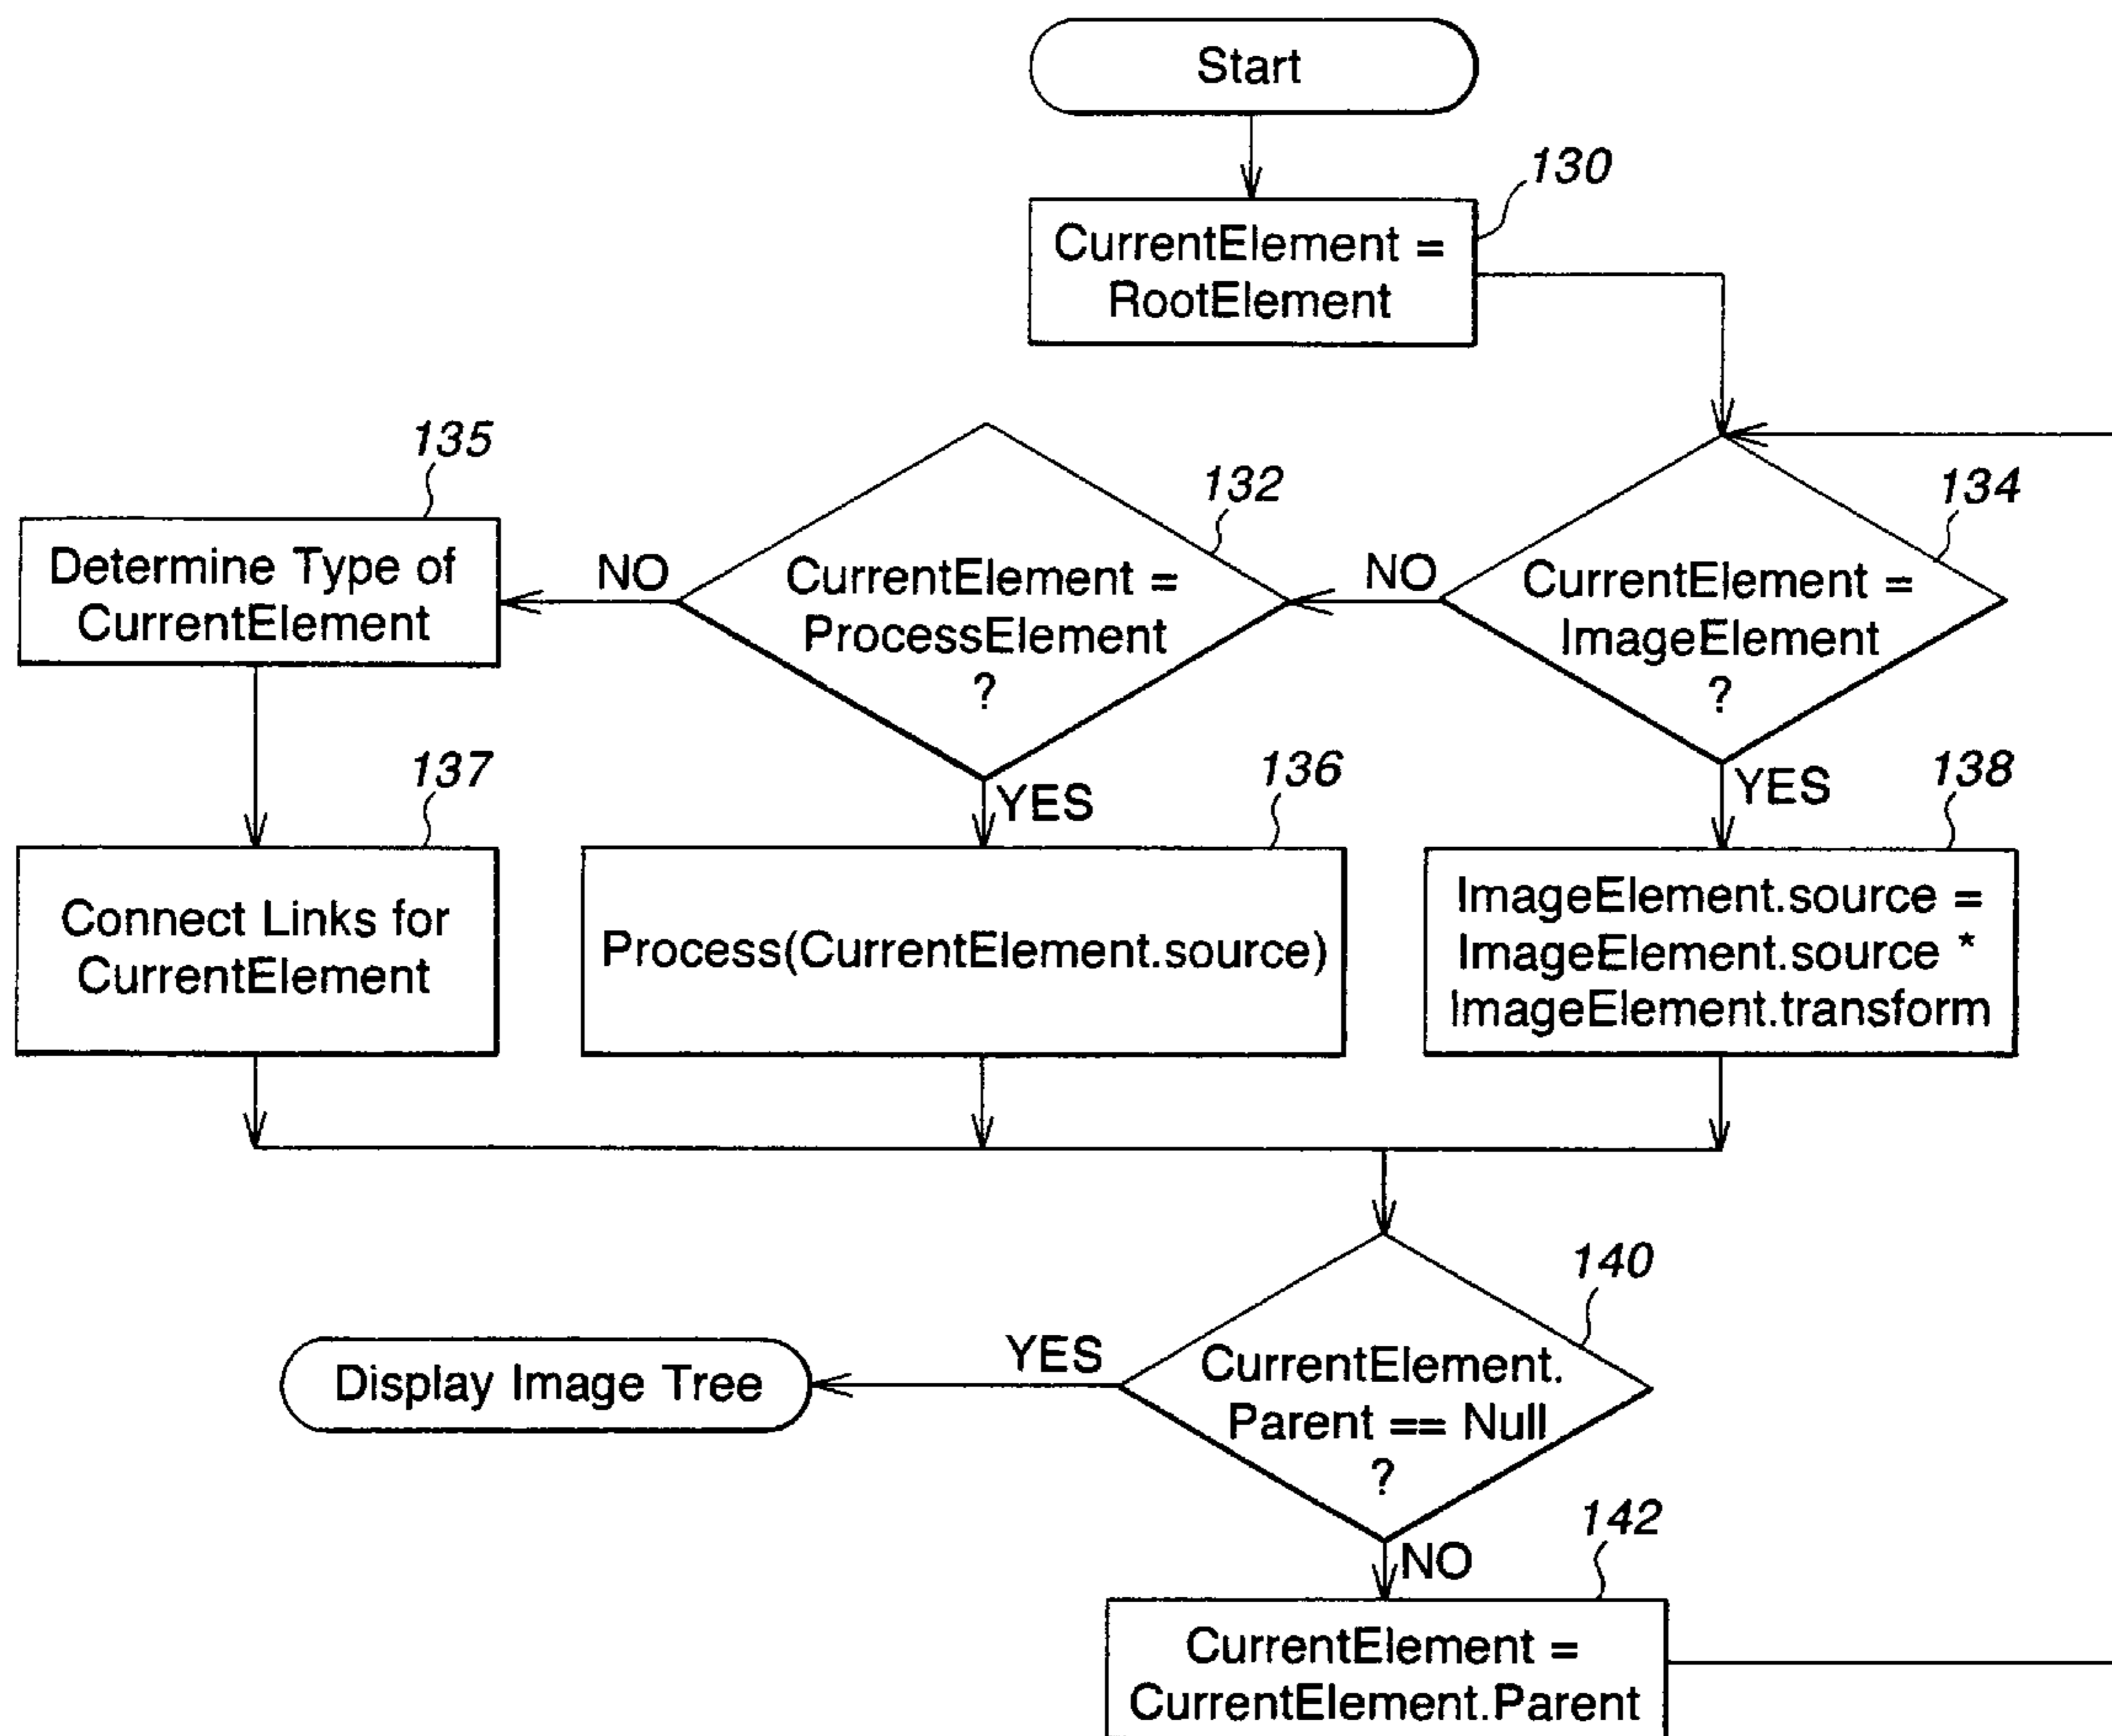 Start
130
CurrentElement =
RootElement
135
132
134
Determine Type of
CurrentElement
NO
CurrentElement =
ProcessElement
?
NO
CurrentElement =
ImageElement
?
137
136
138
YES
YES
Connect Links for
CurrentElement
Process(CurrentElement.source)
ImageElement.source =
ImageElement.source *
ImageElement.transform
140
YES
Display Image Tree
CurrentElement.
Parent == Null
?
142
NO
CurrentElement =
CurrentElement.Parent